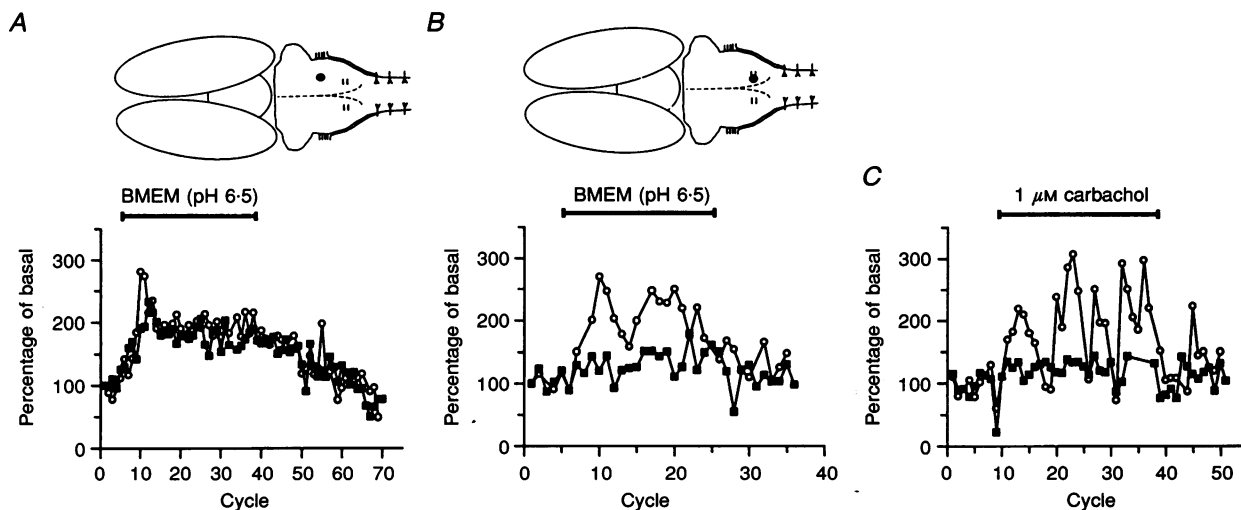 A
B
BMEM (pH 6·5)
BMEM (pH 6·5)
C
1 μM carbachol
Percentage of basal
300
200
100
0
0 10 20 30 40 50 60 70
Cycle
Percentage of basal
300
200
100
0
0 10 20 30 40
Cycle
Percentage of basal
300
200
100
0
0 10 20 30 40 50
Cycle